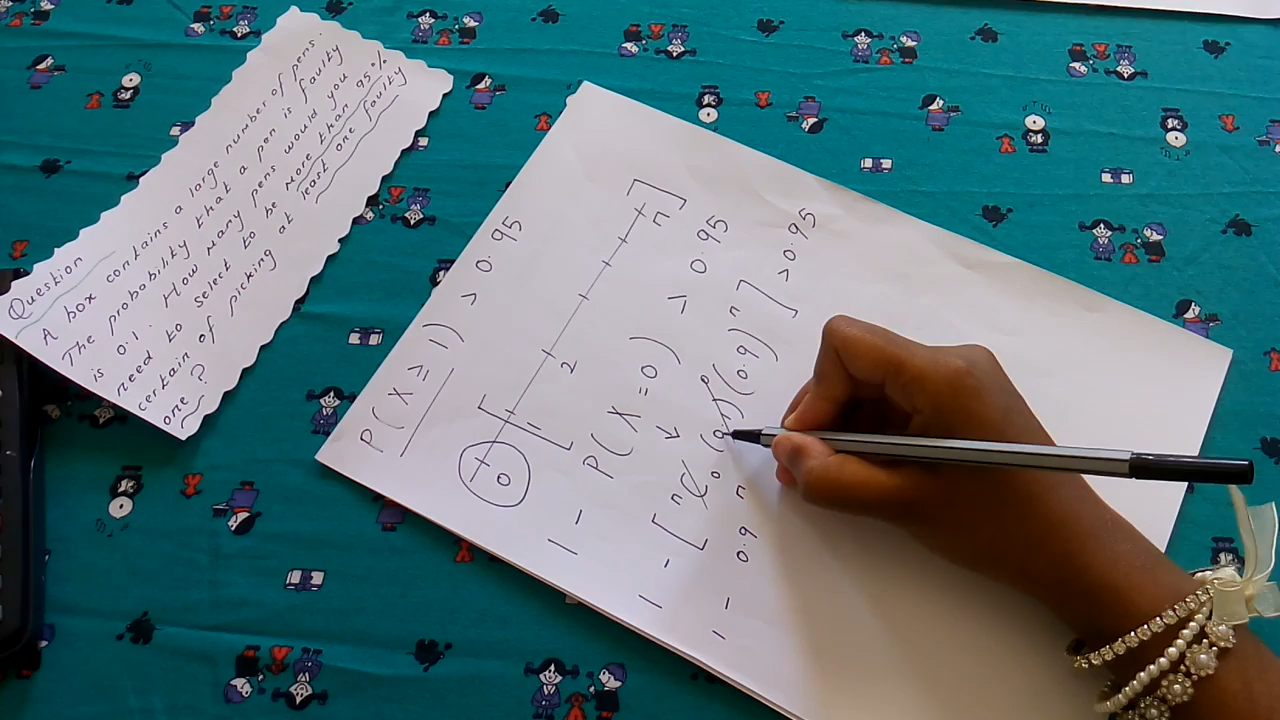 Question
A box contains a large number of pens.
The probability that a pen is faulty
is 0.1. How many pens would you
need to select to be more than 95%
certain of picking at least one faulty
one?
P(X ≥ 1) > 0.95
0 1 2 n
1 - P(X = 0) > 0.95
1 - [ⁿC₀ (0.1)⁰ (0.9)ⁿ] > 0.95
1 - 0.9ⁿ